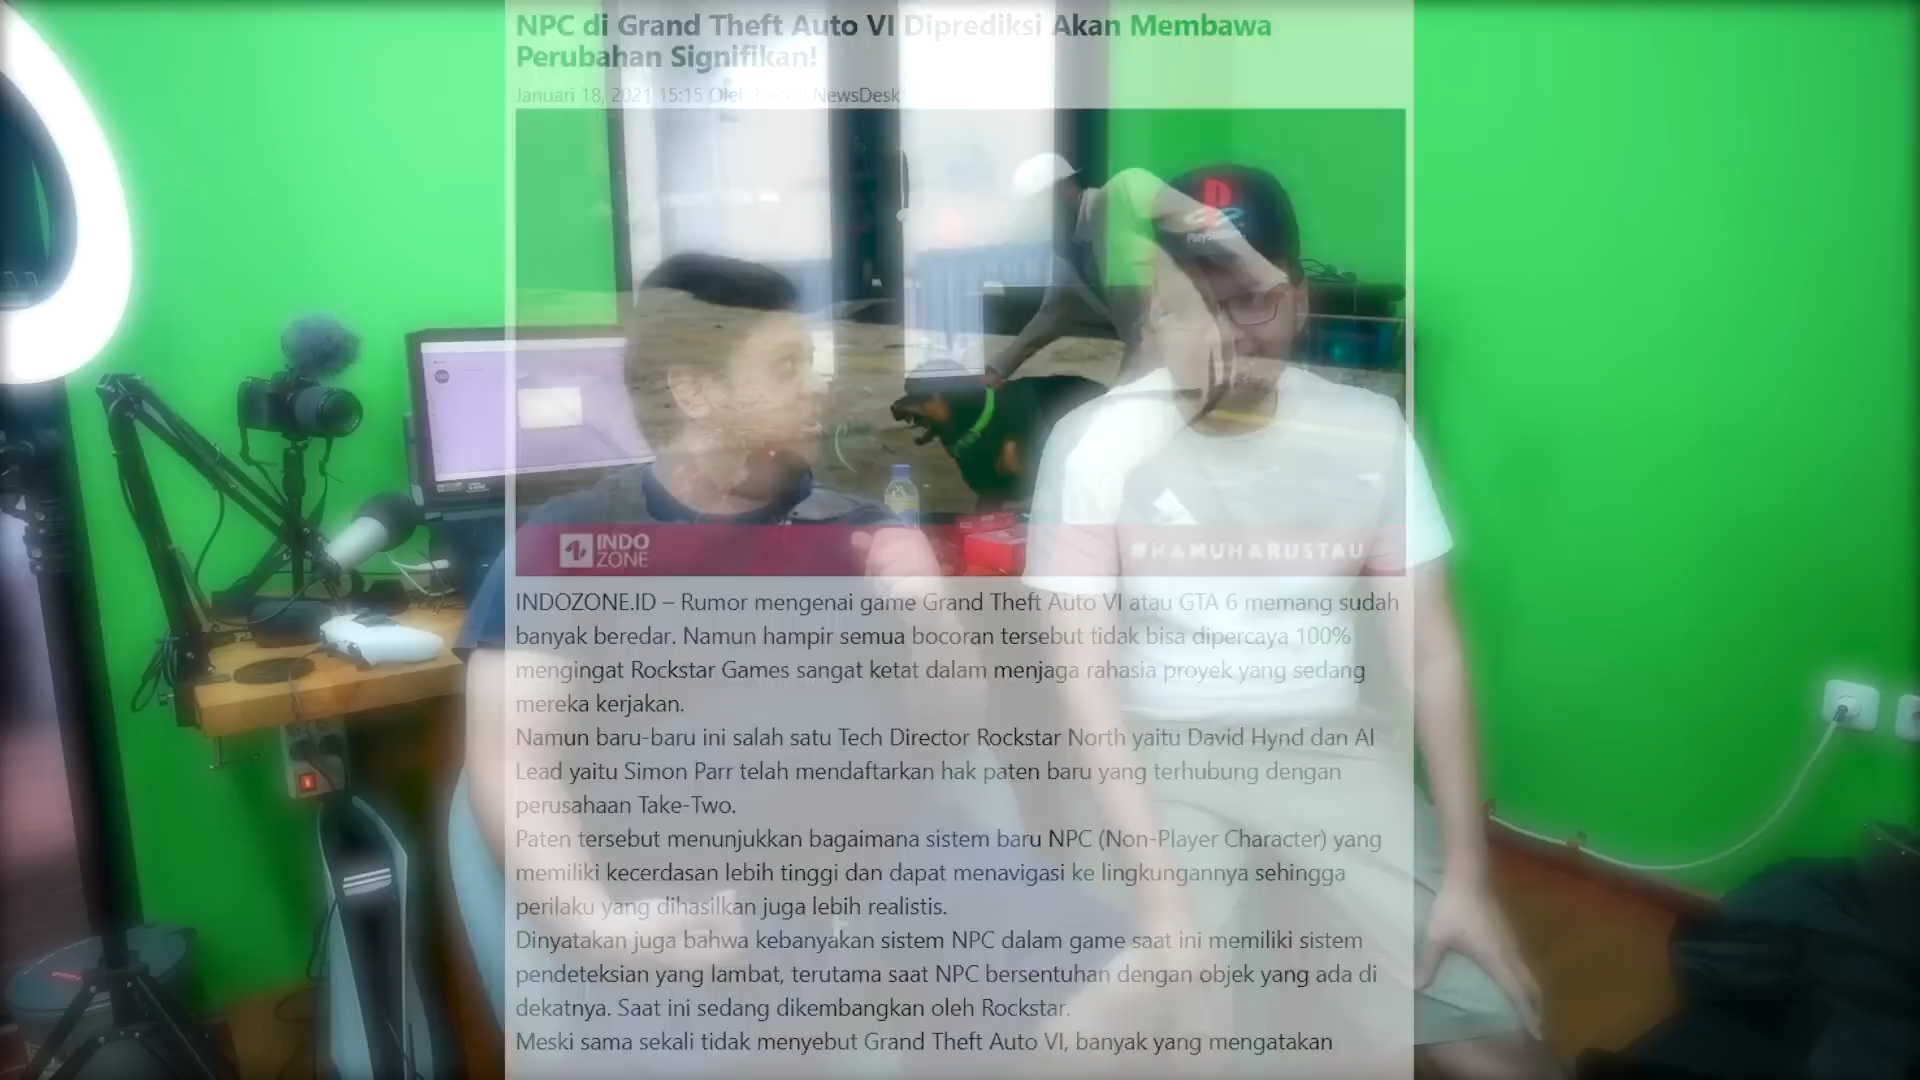 NPC di Grand Theft Auto VI Diprediksi Akan Membawa
Perubahan Signifikan!
Januari 18, 2021 15:15 Oleh NewsDesk
PlayStation
INDO
ZONE
#KAMUHARUSTAU
INDOZONE.ID – Rumor mengenai game Grand Theft Auto VI atau GTA 6 memang sudah
banyak beredar. Namun hampir semua bocoran tersebut tidak bisa dipercaya 100%
mengingat Rockstar Games sangat ketat dalam menjaga rahasia proyek yang sedang
mereka kerjakan.
Namun baru-baru ini salah satu Tech Director Rockstar North yaitu David Hynd dan AI
Lead yaitu Simon Parr telah mendaftarkan hak paten baru yang terhubung dengan
perusahaan Take-Two.
Paten tersebut menunjukkan bagaimana sistem baru NPC (Non-Player Character) yang
memiliki kecerdasan lebih tinggi dan dapat menavigasi ke lingkungannya sehingga
perilaku yang dihasilkan juga lebih realistis.
Dinyatakan juga bahwa kebanyakan sistem NPC dalam game saat ini memiliki sistem
pendeteksian yang lambat, terutama saat NPC bersentuhan dengan objek yang ada di
dekatnya. Saat ini sedang dikembangkan oleh Rockstar.
Meski sama sekali tidak menyebut Grand Theft Auto VI, banyak yang mengatakan